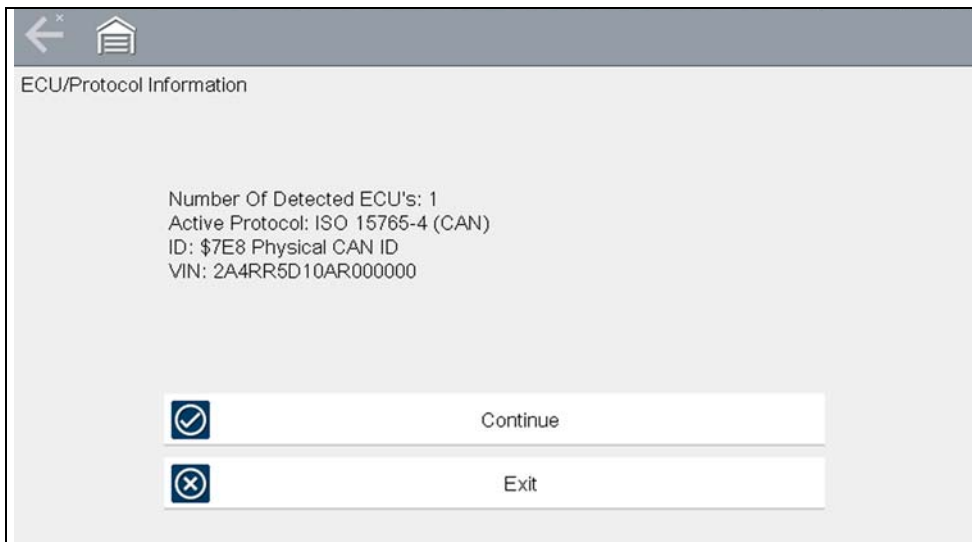 ECU/Protocol Information
Number Of Detected ECU's: 1
Active Protocol: ISO 15765-4 (CAN)
ID: $7E8 Physical CAN ID
VIN: 2A4RR5D10AR000000
Continue
Exit